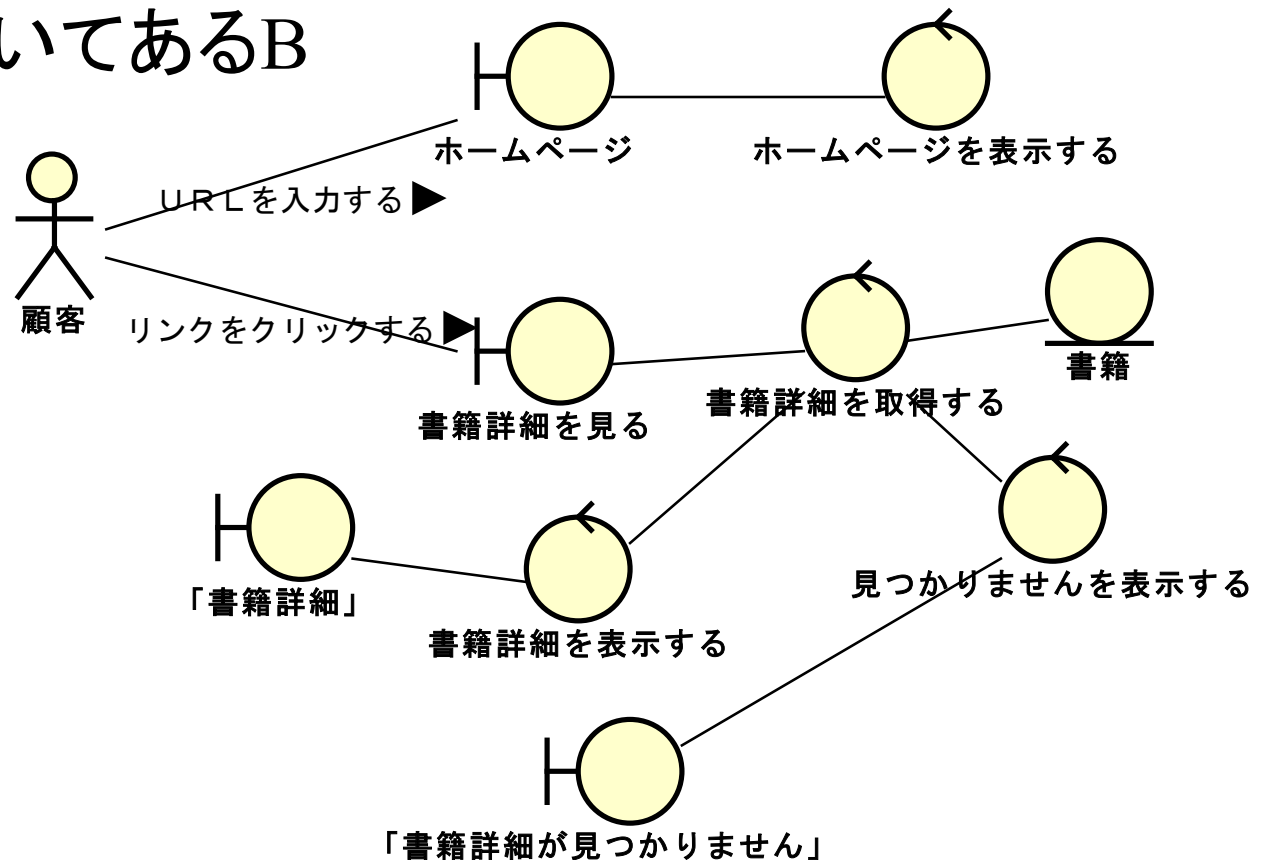 いてあるB
ホームページ
ホームページを表示する
URLを入力する
顧客
リンクをクリックする
書籍
書籍詳細を取得する
書籍詳細を見る
見つかりませんを表示する
「書籍詳細」
書籍詳細を表示する
「書籍詳細が見つかりません」